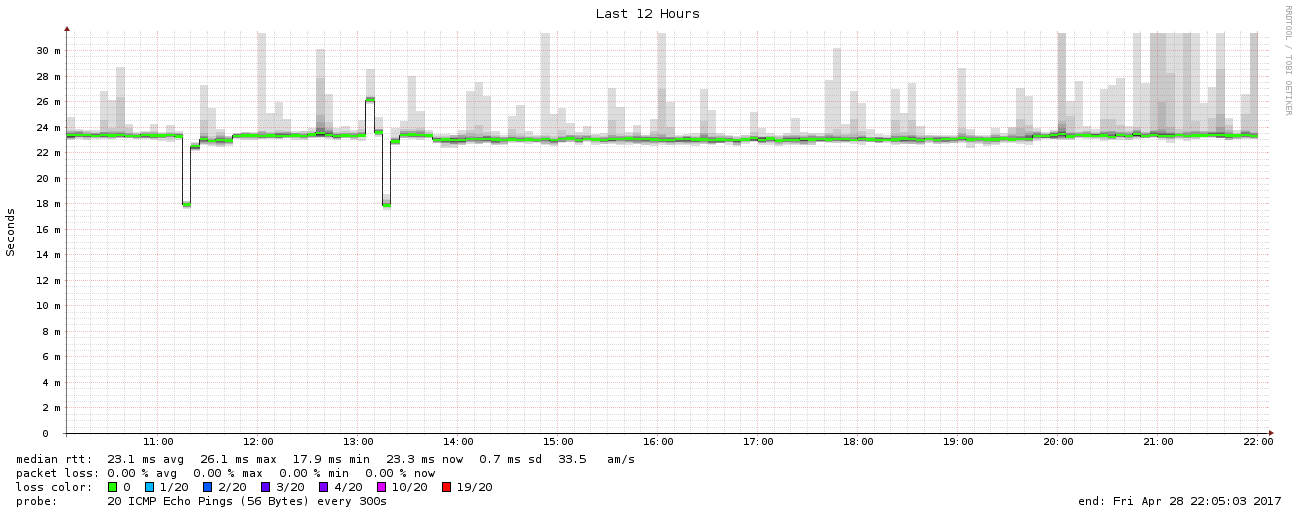 Last 12 Hours
RRDTOOL / TOBI OETIKER
Seconds
30 m
28 m
26 m
24 m
22 m
20 m
18 m
16 m
14 m
12 m
10 m
8 m
6 m
4 m
2 m
0
11:00 12:00 13:00 14:00 15:00 16:00 17:00 18:00 19:00 20:00 21:00 22:00
median rtt: 23.1 ms avg 26.1 ms max 17.9 ms min 23.3 ms now 0.7 ms sd 33.5 am/s
packet loss: 0.00 % avg 0.00 % max 0.00 % min 0.00 % now
loss color: 0 1/20 2/20 3/20 4/20 10/20 19/20
probe: 20 ICMP Echo Pings (56 Bytes) every 300s end: Fri Apr 28 22:05:03 2017